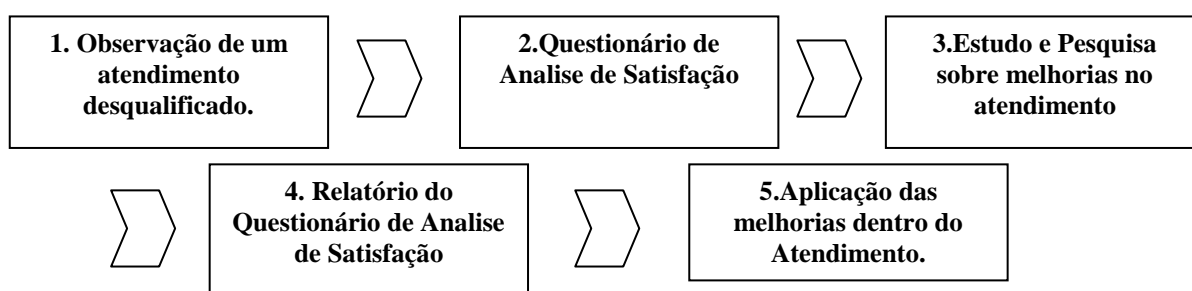 1. Observação de um
atendimento
desqualificado.
2.Questionário de
Analise de Satisfação
3.Estudo e Pesquisa
sobre melhorias no
atendimento
4. Relatório do
Questionário de Analise
de Satisfação
5.Aplicação das
melhorias dentro do
Atendimento.